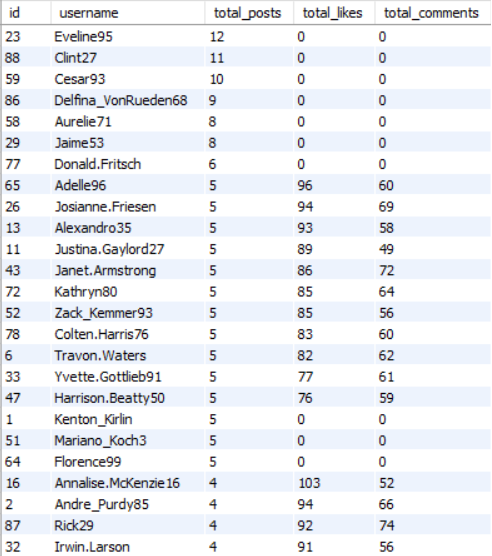 id username total_posts total_likes total_comments
23 Eveline95 12 0 0
88 Clint27 11 0 0
59 Cesar93 10 0 0
86 Delfina_VonRueden68 9 0 0
58 Aurelie71 8 0 0
29 Jaime53 8 0 0
77 Donald.Fritsch 6 0 0
65 Adelle96 5 96 60
26 Josianne.Friesen 5 94 69
13 Alexandro35 5 93 58
11 Justina.Gaylord27 5 89 49
43 Janet.Armstrong 5 86 72
72 Kathryn80 5 85 64
52 Zack_Kemmer93 5 85 56
78 Colten.Harris76 5 83 60
6 Travon.Waters 5 82 62
33 Yvette.Gottlieb91 5 77 61
47 Harrison.Beatty50 5 76 59
1 Kenton_Kirlin 5 0 0
51 Mariano_Koch3 5 0 0
64 Florence99 5 0 0
16 Annalise.McKenzie16 4 103 52
2 Andre_Purdy85 4 94 66
87 Rick29 4 92 74
32 Irwin.Larson 4 91 56